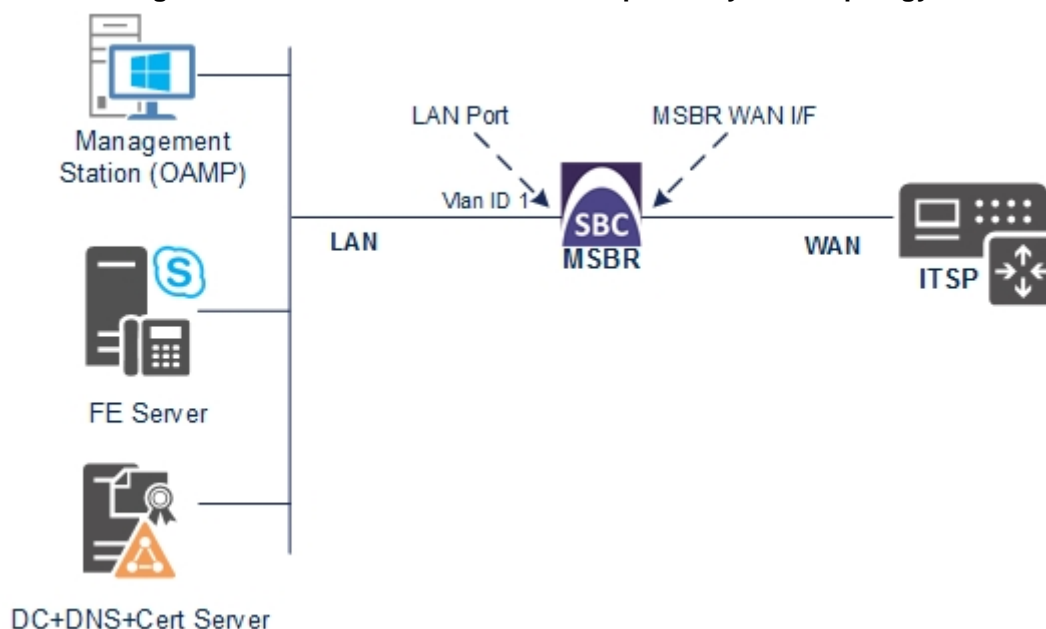 Management
Station (OAMP)
LAN Port
MSBR WAN I/F
Vlan ID 1
SBC
MSBR
LAN
WAN
ITSP
S
FE Server
DC+DNS+Cert Server